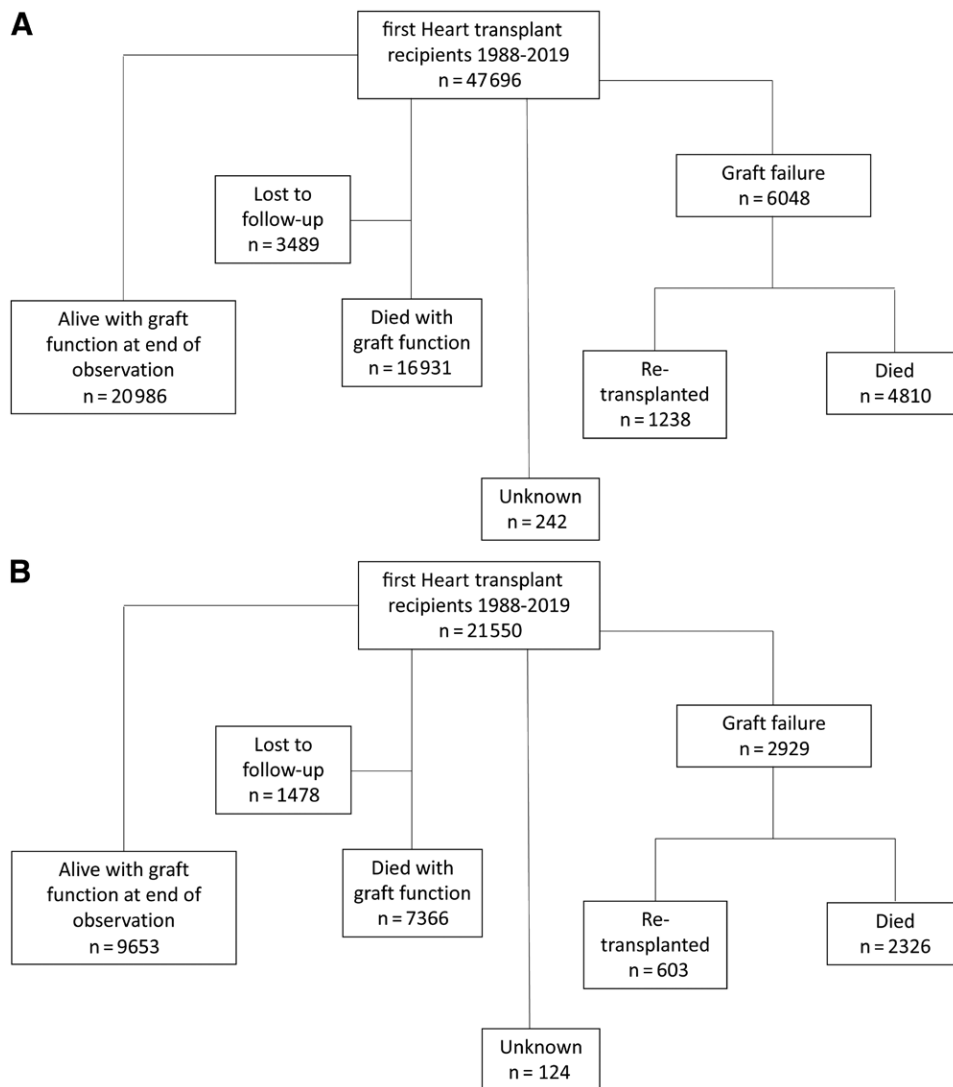 A
first Heart transplant
recipients 1988-2019
n = 47696
Graft failure
n = 6048
Lost to
follow-up
n = 3489
Alive with graft
function at end of
observation
n = 20986
Died with
graft function
n = 16931
Re-
transplanted
n = 1238
Died
n = 4810
Unknown
n = 242
B
first Heart transplant
recipients 1988-2019
n = 21550
Graft failure
n = 2929
Lost to
follow-up
n = 1478
Alive with graft
function at end of
observation
n = 9653
Died with
graft function
n = 7366
Re-
transplanted
n = 603
Died
n = 2326
Unknown
n = 124